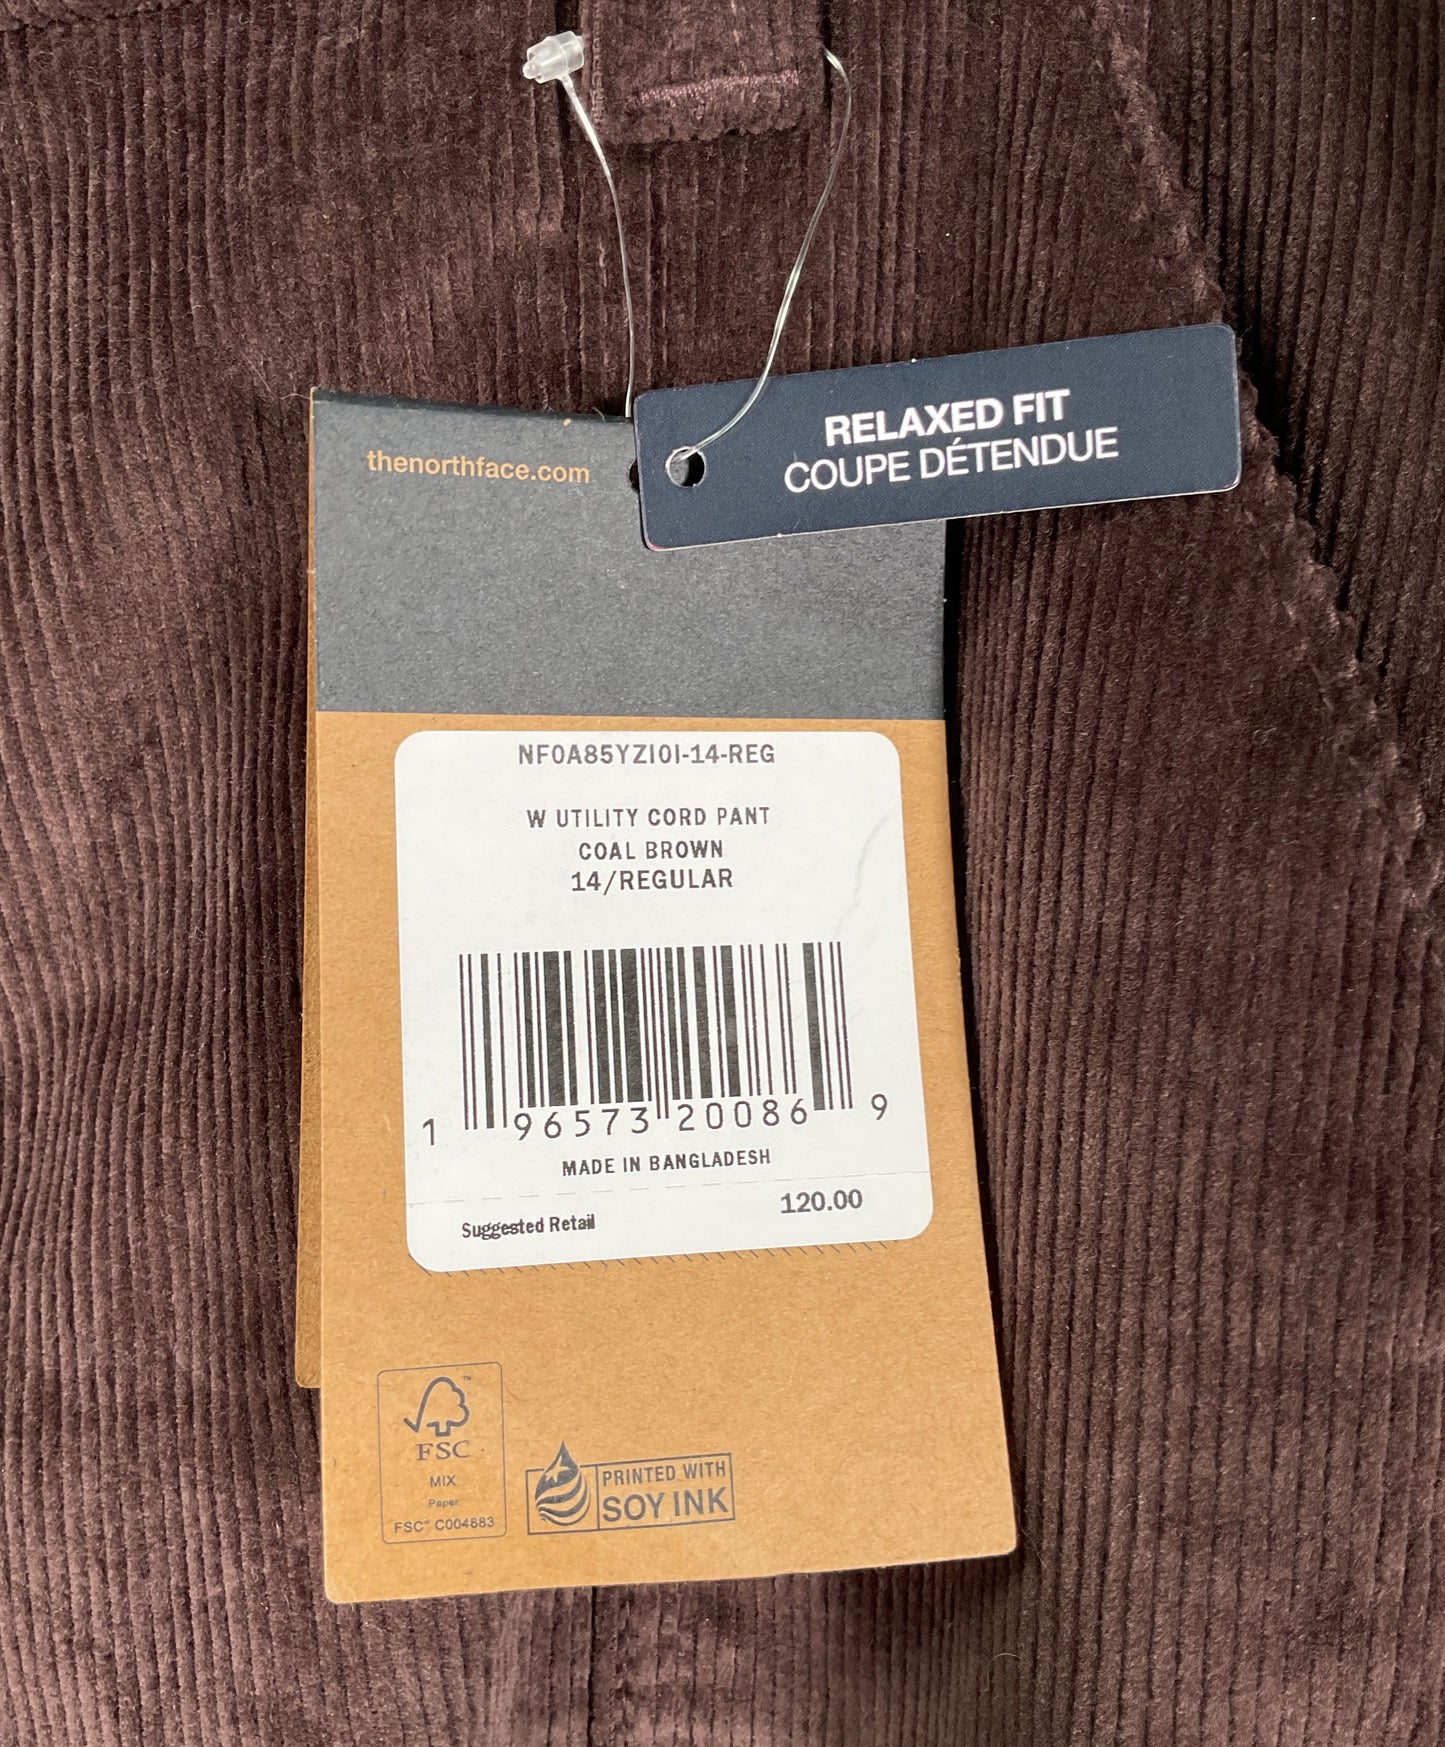 RELAXED FIT
COUPE DÉTENDUE
thenorthface.com
NF0A85YZI0I-14-REG
W UTILITY CORD PANT
COAL BROWN
14/REGULAR
1 96573 20086 9
MADE IN BANGLADESH
120.00
Suggested Retail
FSC
MIX
Paper
FSC™ C004883
PRINTED WITH
SOY INK